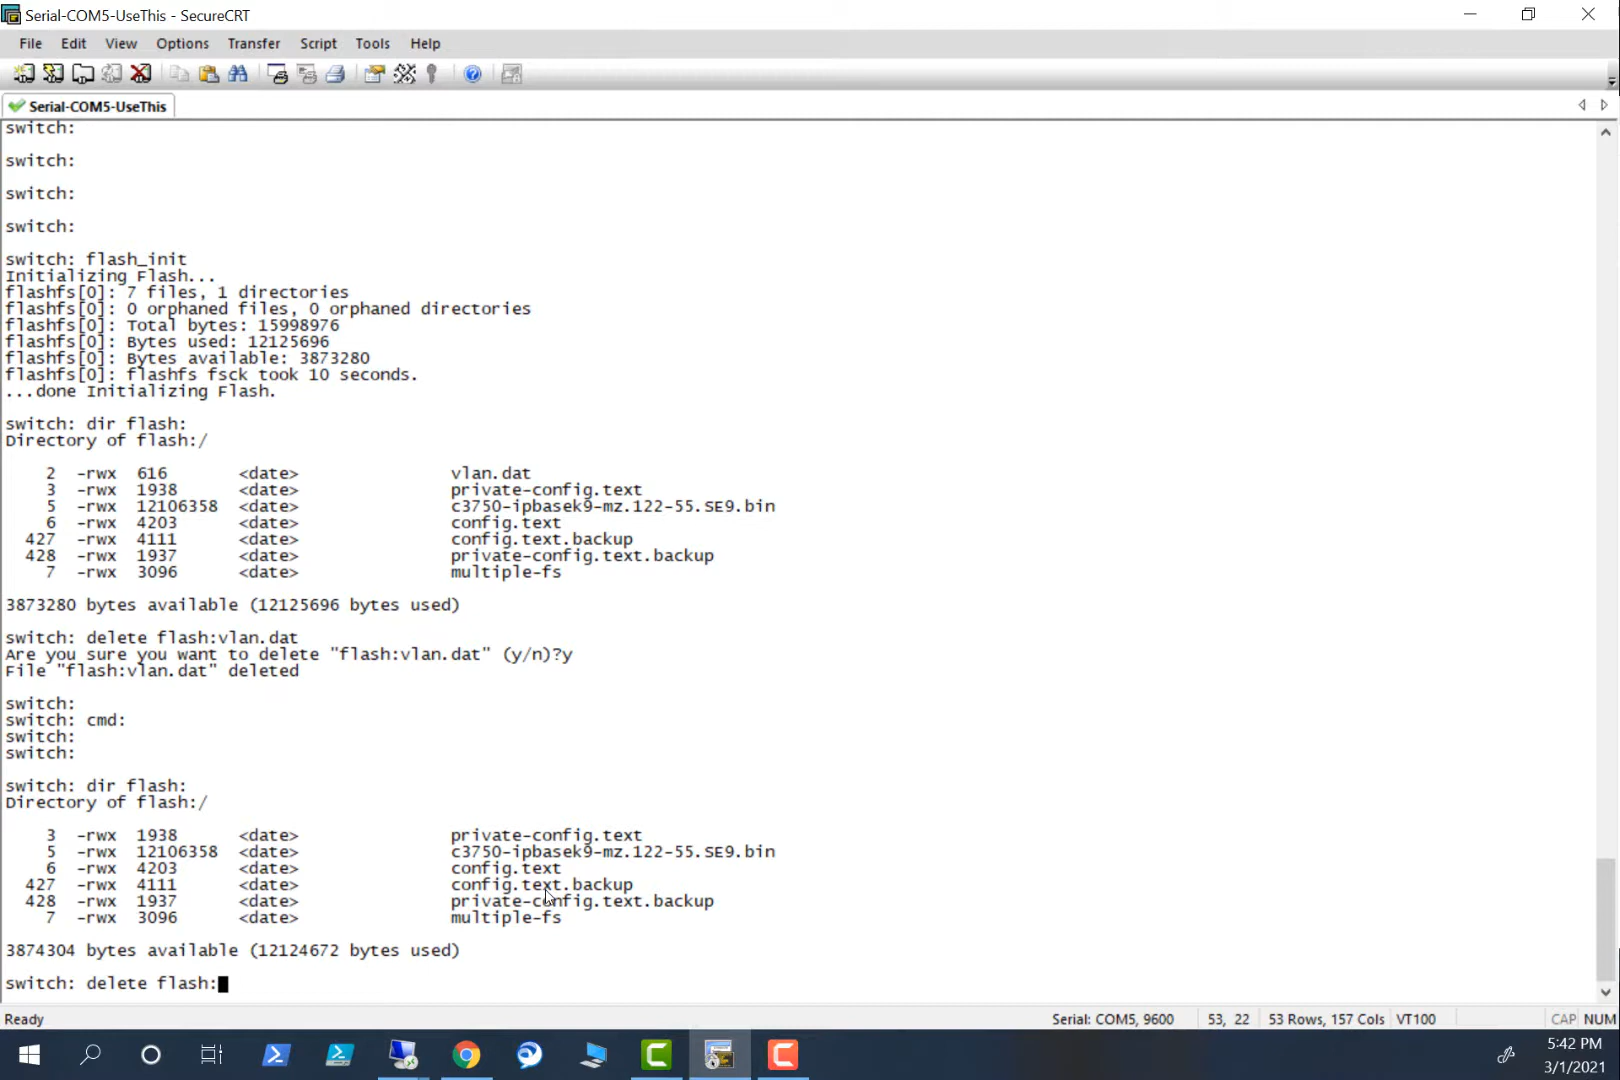 Serial-COM5-UseThis - SecureCRT
File Edit View Options Transfer Script Tools Help
Serial-COM5-UseThis
switch:
switch:
switch:
switch:
switch: flash_init
Initializing Flash...
flashfs[0]: 7 files, 1 directories
flashfs[0]: 0 orphaned files, 0 orphaned directories
flashfs[0]: Total bytes: 15998976
flashfs[0]: Bytes used: 12125696
flashfs[0]: Bytes available: 3873280
flashfs[0]: flashfs fsck took 10 seconds.
...done Initializing Flash.
switch: dir flash:
Directory of flash:/
2 -rwx 616 <date> vlan.dat
3 -rwx 1938 <date> private-config.text
5 -rwx 12106358 <date> c3750-ipbasek9-mz.122-55.SE9.bin
6 -rwx 4203 <date> config.text
427 -rwx 4111 <date> config.text.backup
428 -rwx 1937 <date> private-config.text.backup
7 -rwx 3096 <date> multiple-fs
3873280 bytes available (12125696 bytes used)
switch: delete flash:vlan.dat
Are you sure you want to delete "flash:vlan.dat" (y/n)?y
File "flash:vlan.dat" deleted
switch:
switch: cmd:
switch:
switch:
switch: dir flash:
Directory of flash:/
3 -rwx 1938 <date> private-config.text
5 -rwx 12106358 <date> c3750-ipbasek9-mz.122-55.SE9.bin
6 -rwx 4203 <date> config.text
427 -rwx 4111 <date> config.text.backup
428 -rwx 1937 <date> private-config.text.backup
7 -rwx 3096 <date> multiple-fs
3874304 bytes available (12124672 bytes used)
switch: delete flash:
Ready Serial: COM5, 9600 53, 22 53 Rows, 157 Cols VT100 CAP NUM
5:42 PM
3/1/2021